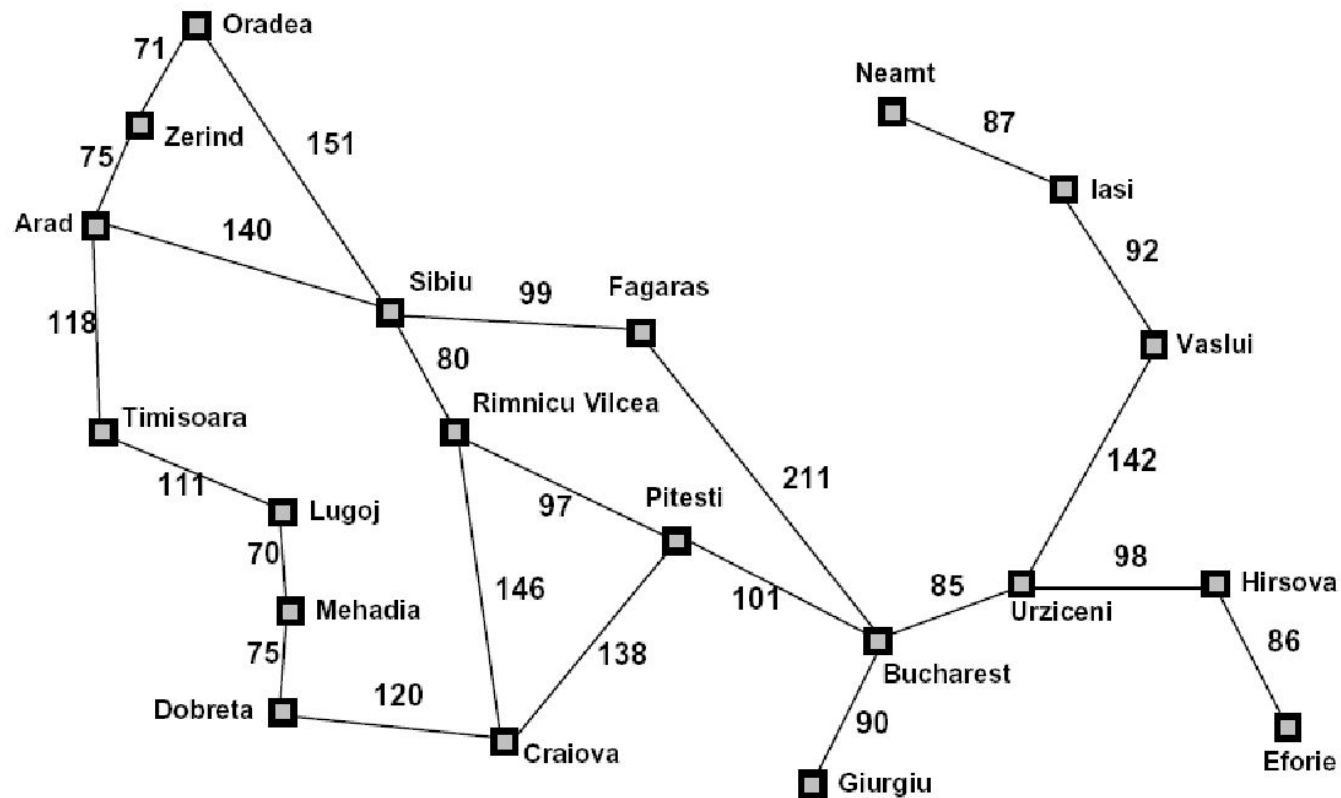 Oradea
71
Neamt
87
Zerind
75
151
Iasi
Arad
140
92
Sibiu
99
Fagaras
118
80
Vaslui
Rimnicu Vilcea
Timisoara
142
111
211
Lugoj
97
Pitesti
70
98
146
Mehadia
101
85
Hirsova
Urziceni
75
138
86
Bucharest
120
Dobreta
90
Craiova
Eforie
Giurgiu